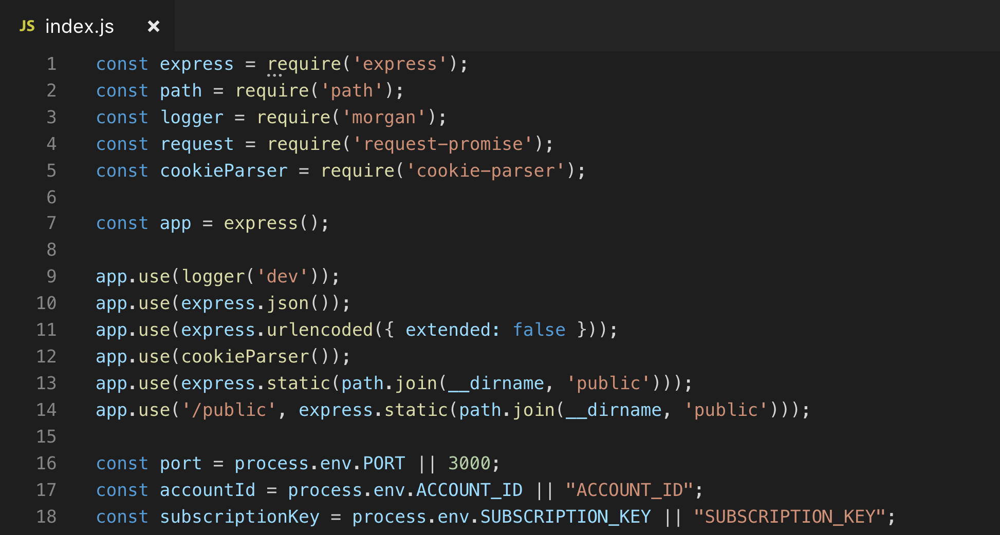 JS index.js ×
1 const express = require('express');
2 const path = require('path');
3 const logger = require('morgan');
4 const request = require('request-promise');
5 const cookieParser = require('cookie-parser');
6
7 const app = express();
8
9 app.use(logger('dev'));
10 app.use(express.json());
11 app.use(express.urlencoded({ extended: false }));
12 app.use(cookieParser());
13 app.use(express.static(path.join(__dirname, 'public')));
14 app.use('/public', express.static(path.join(__dirname, 'public')));
15
16 const port = process.env.PORT || 3000;
17 const accountId = process.env.ACCOUNT_ID || "ACCOUNT_ID";
18 const subscriptionKey = process.env.SUBSCRIPTION_KEY || "SUBSCRIPTION_KEY";